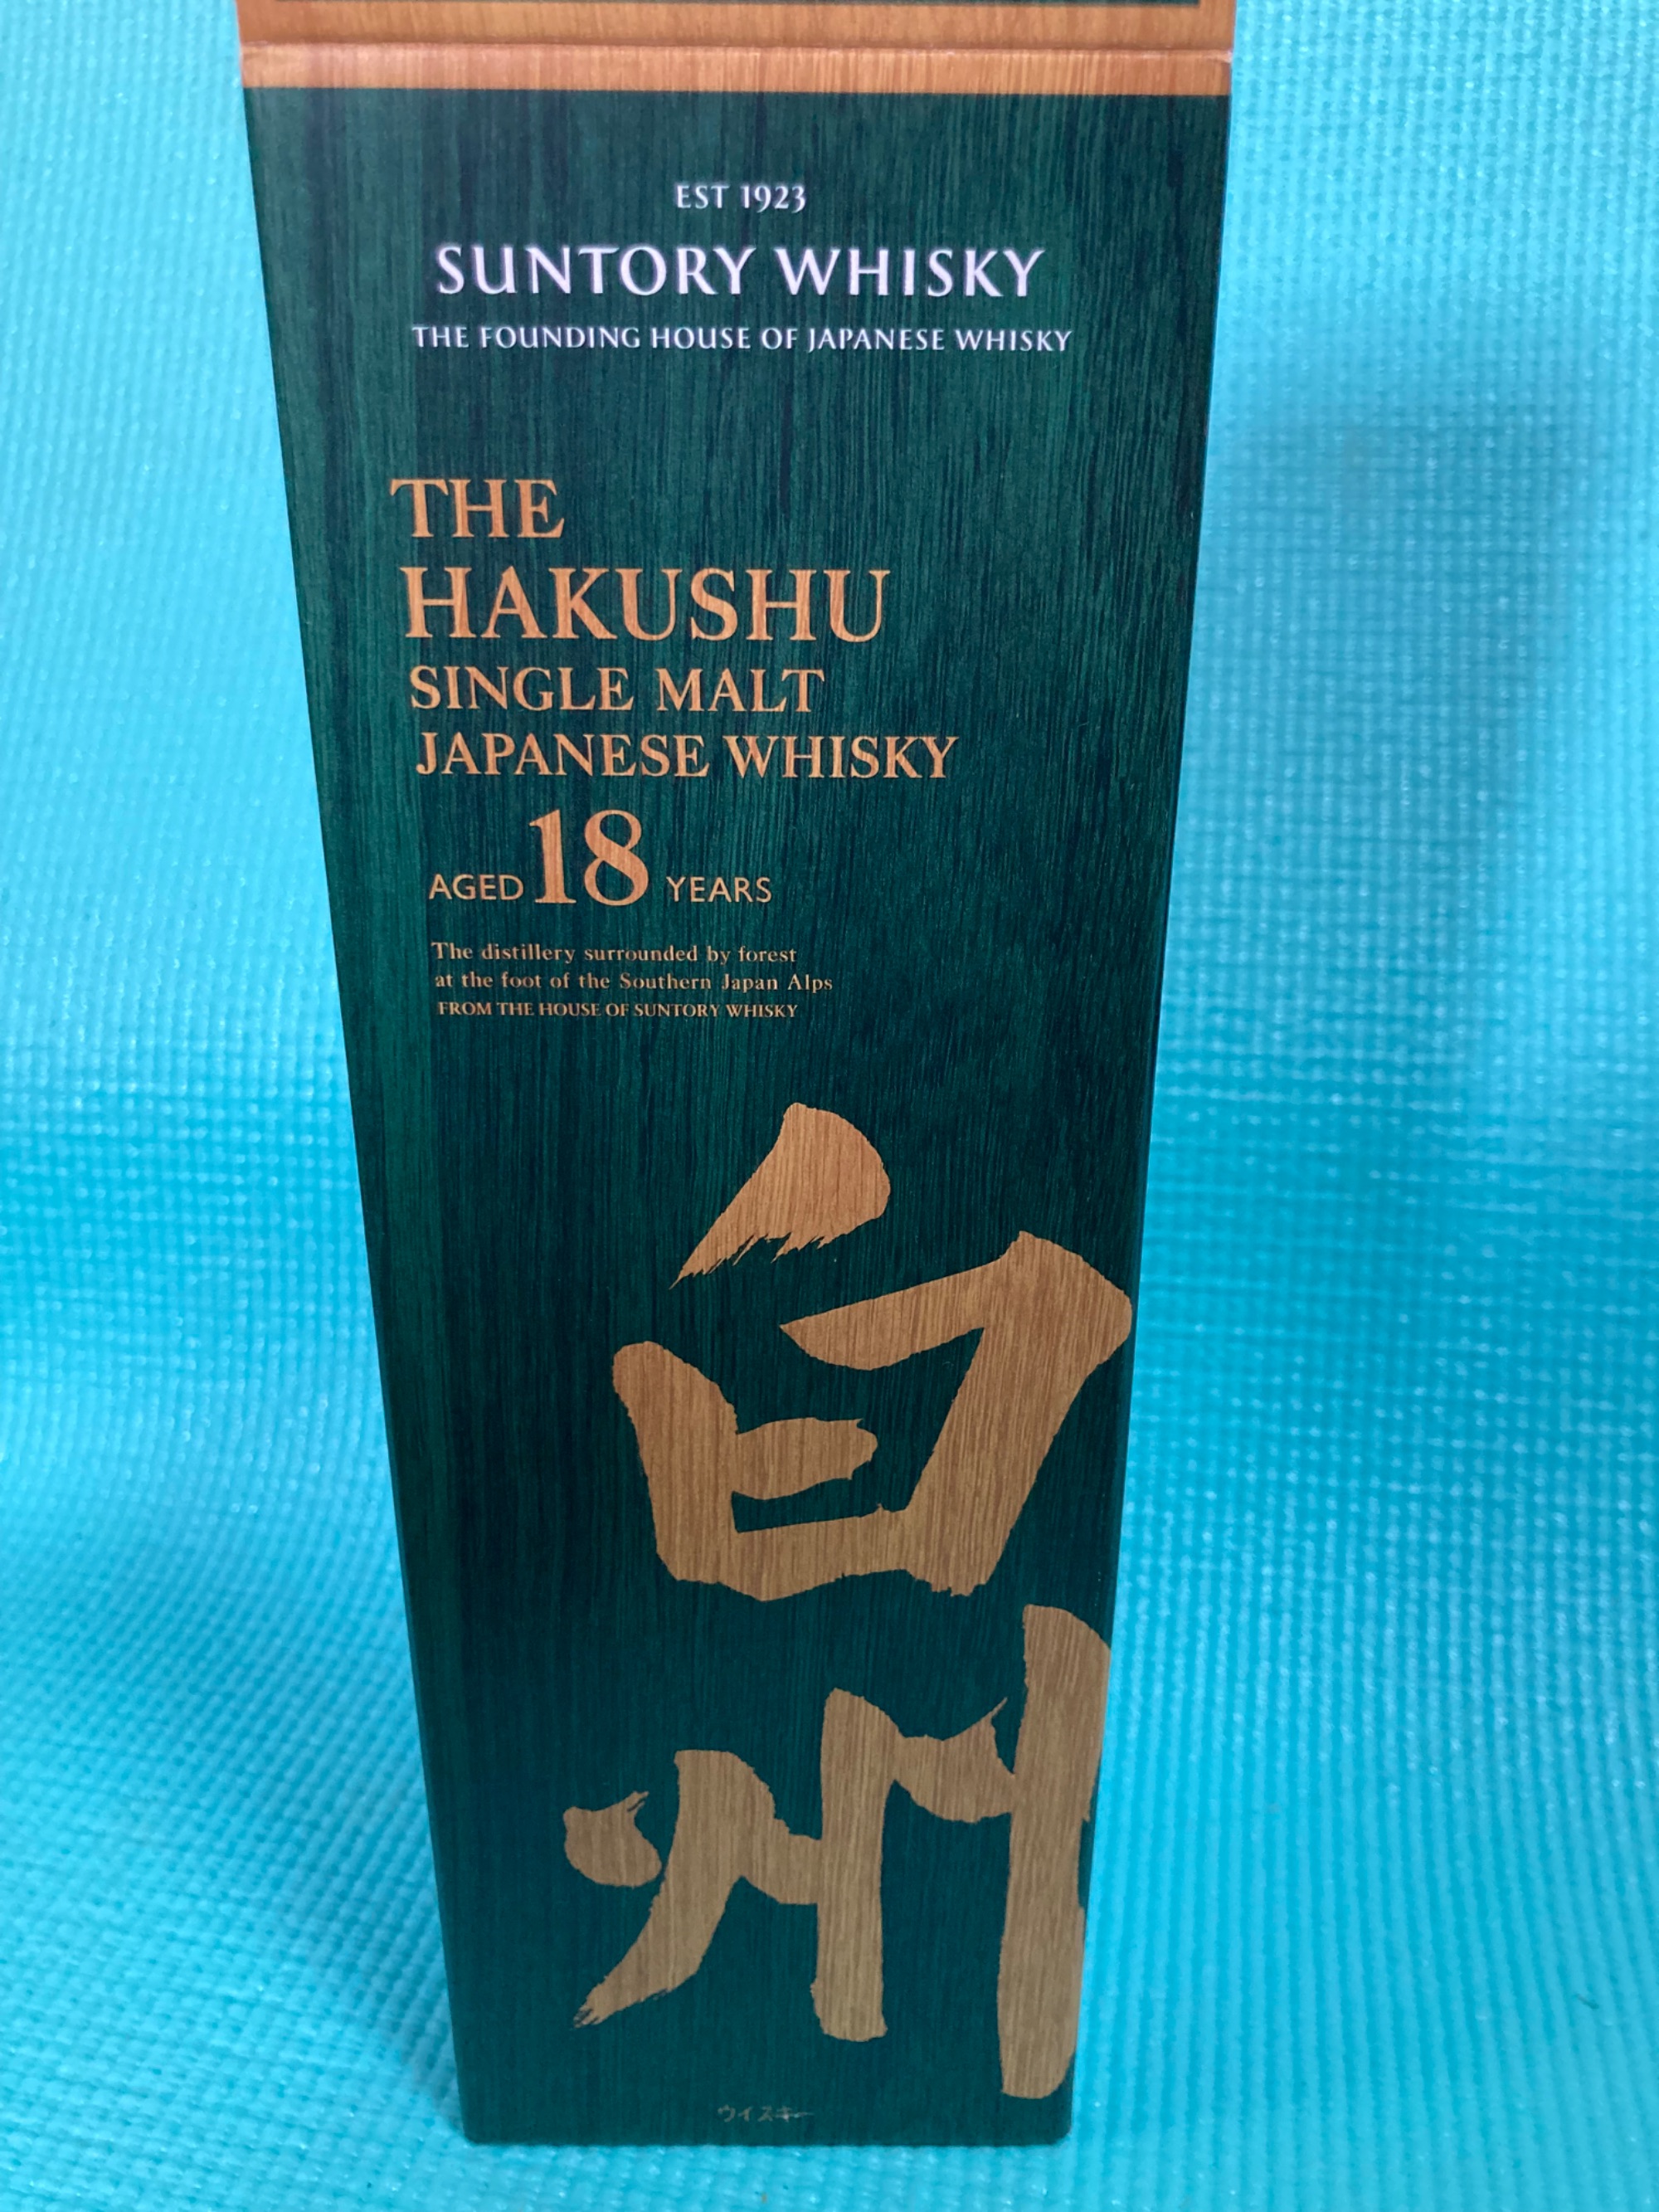 EST 1923
SUNTORY WHISKY
THE FOUNDING HOUSE OF JAPANESE WHISKY
THE
HAKUSHU
SINGLE MALT
JAPANESE WHISKY
AGED 18 YEARS
The distillery surrounded by forest
at the foot of the Southern Japan Alps
FROM THE HOUSE OF SUNTORY WHISKY
白
州
ウイスキー